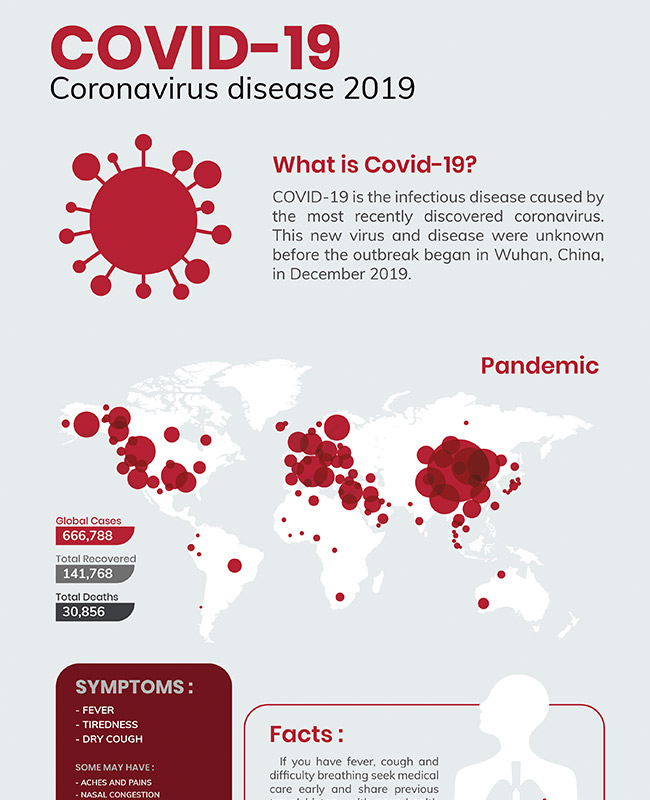 COVID-19
Coronavirus disease 2019
What is Covid-19?
COVID-19 is the infectious disease caused by
the most recently discovered coronavirus.
This new virus and disease were unknown
before the outbreak began in Wuhan, China,
in December 2019.
Pandemic
Global Cases
666,788
Total Recovered
141,768
Total Deaths
30,856
SYMPTOMS :
- FEVER
- TIREDNESS
- DRY COUGH
SOME MAY HAVE :
- ACHES AND PAINS
- NASAL CONGESTION
Facts :
If you have fever, cough and
difficulty breathing seek medical
care early and share previous